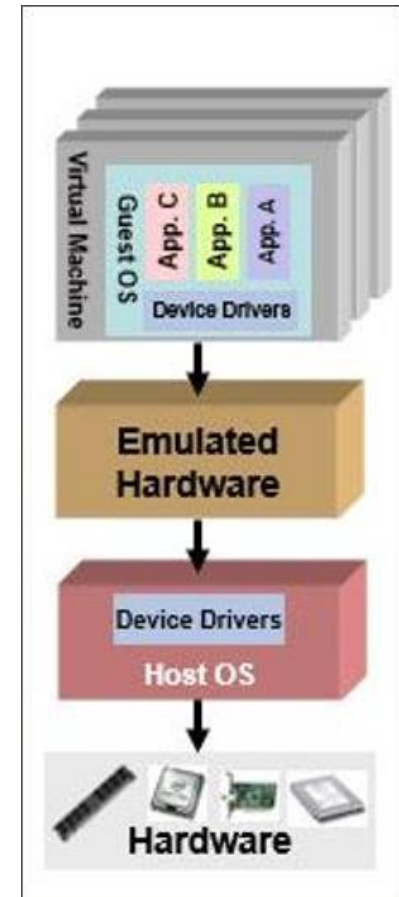 Virtual Machine
Guest OS
App. C
App. B
App. A
Device Drivers
Emulated
Hardware
Device Drivers
Host OS
Hardware